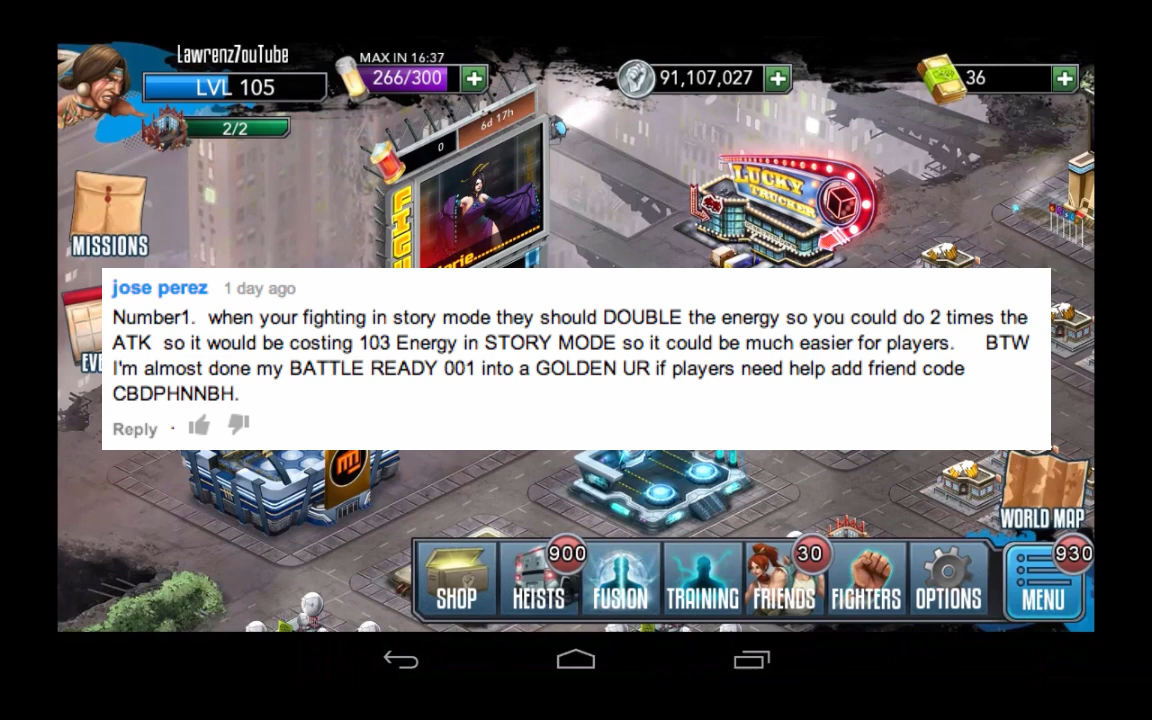 Lawrenz7ouTube
LVL 105
2/2
MAX IN 16:37
266/300
91,107,027
36
0
6d 17h
LUCKY
TRUCKER
MISSIONS
jose perez 1 day ago
Number1. when your fighting in story mode they should DOUBLE the energy so you could do 2 times the
ATK so it would be costing 103 Energy in STORY MODE so it could be much easier for players. BTW
I'm almost done my BATTLE READY 001 into a GOLDEN UR if players need help add friend code
CBDPHNNBH.
Reply ·
WORLD MAP
SHOP
900
HEISTS
FUSION
TRAINING
30
FRIENDS
FIGHTERS
OPTIONS
930
MENU